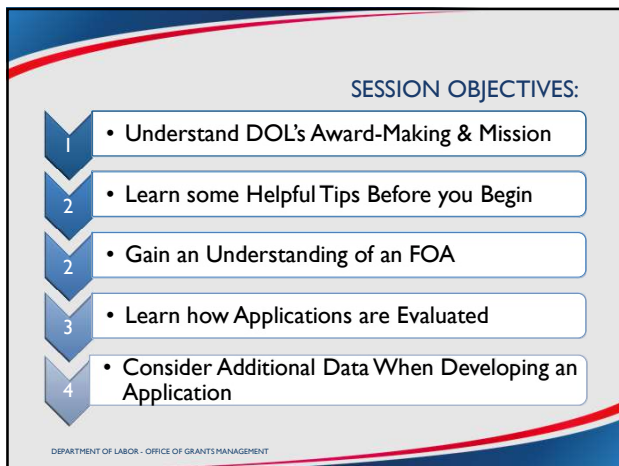 SESSION OBJECTIVES:
1 • Understand DOL's Award-Making & Mission
2 • Learn some Helpful Tips Before you Begin
2 • Gain an Understanding of an FOA
3 • Learn how Applications are Evaluated
4 • Consider Additional Data When Developing an
Application
DEPARTMENT OF LABOR - OFFICE OF GRANTS MANAGEMENT